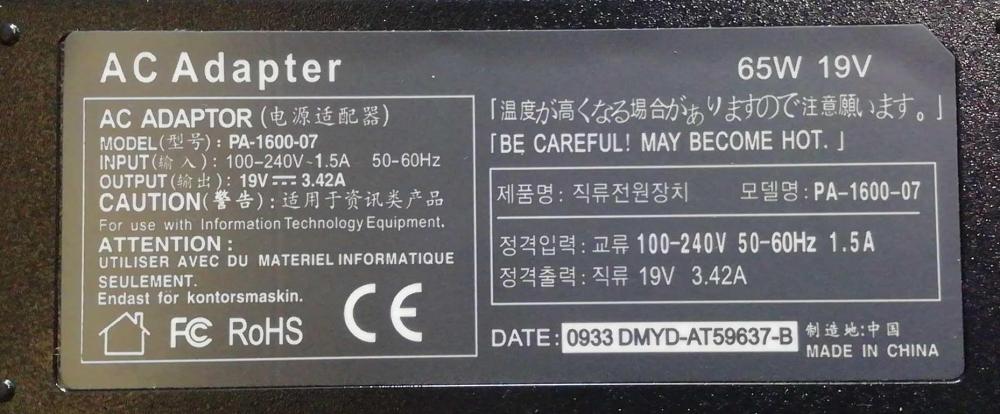 AC Adapter
65W 19V
AC ADAPTOR (电源适配器)
MODEL(型号): PA-1600-07
INPUT(输入): 100-240V~1.5A 50-60Hz
OUTPUT(输出): 19V⎓3.42A
CAUTION(警告): 适用于资讯类产品
For use with Information Technology Equipment.
ATTENTION:
UTILISER AVEC DU MATERIEL INFORMATIQUE
SEULEMENT.
Endast för kontorsmaskin.
FC RoHS CE
「温度が高くなる場合がぁりますので注意願います。」
「BE CAREFUL! MAY BECOME HOT.」
제품명: 직류전원장치 모델명: PA-1600-07
정격입력: 교류 100-240V 50-60Hz 1.5A
정격출력: 직류 19V 3.42A
DATE: 0933 DMYD-AT59637-B
制造地:中国
MADE IN CHINA